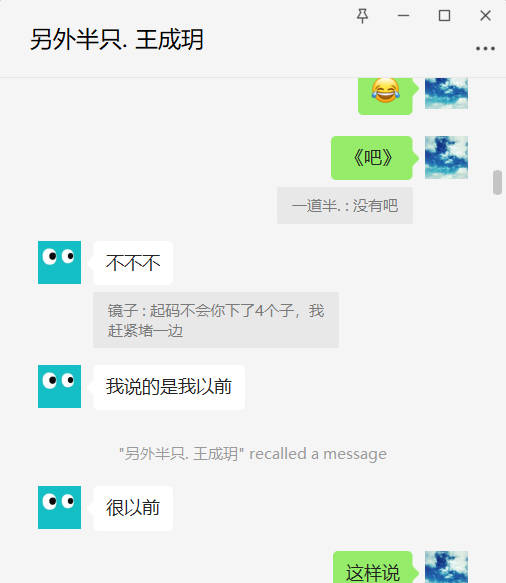 另外半只. 王成玥
《吧》
一道半. : 没有吧
不不不
镜子 : 起码不会你下了4个子，我
赶紧堵一边
我说的是我以前
"另外半只. 王成玥" recalled a message
很以前
这样说